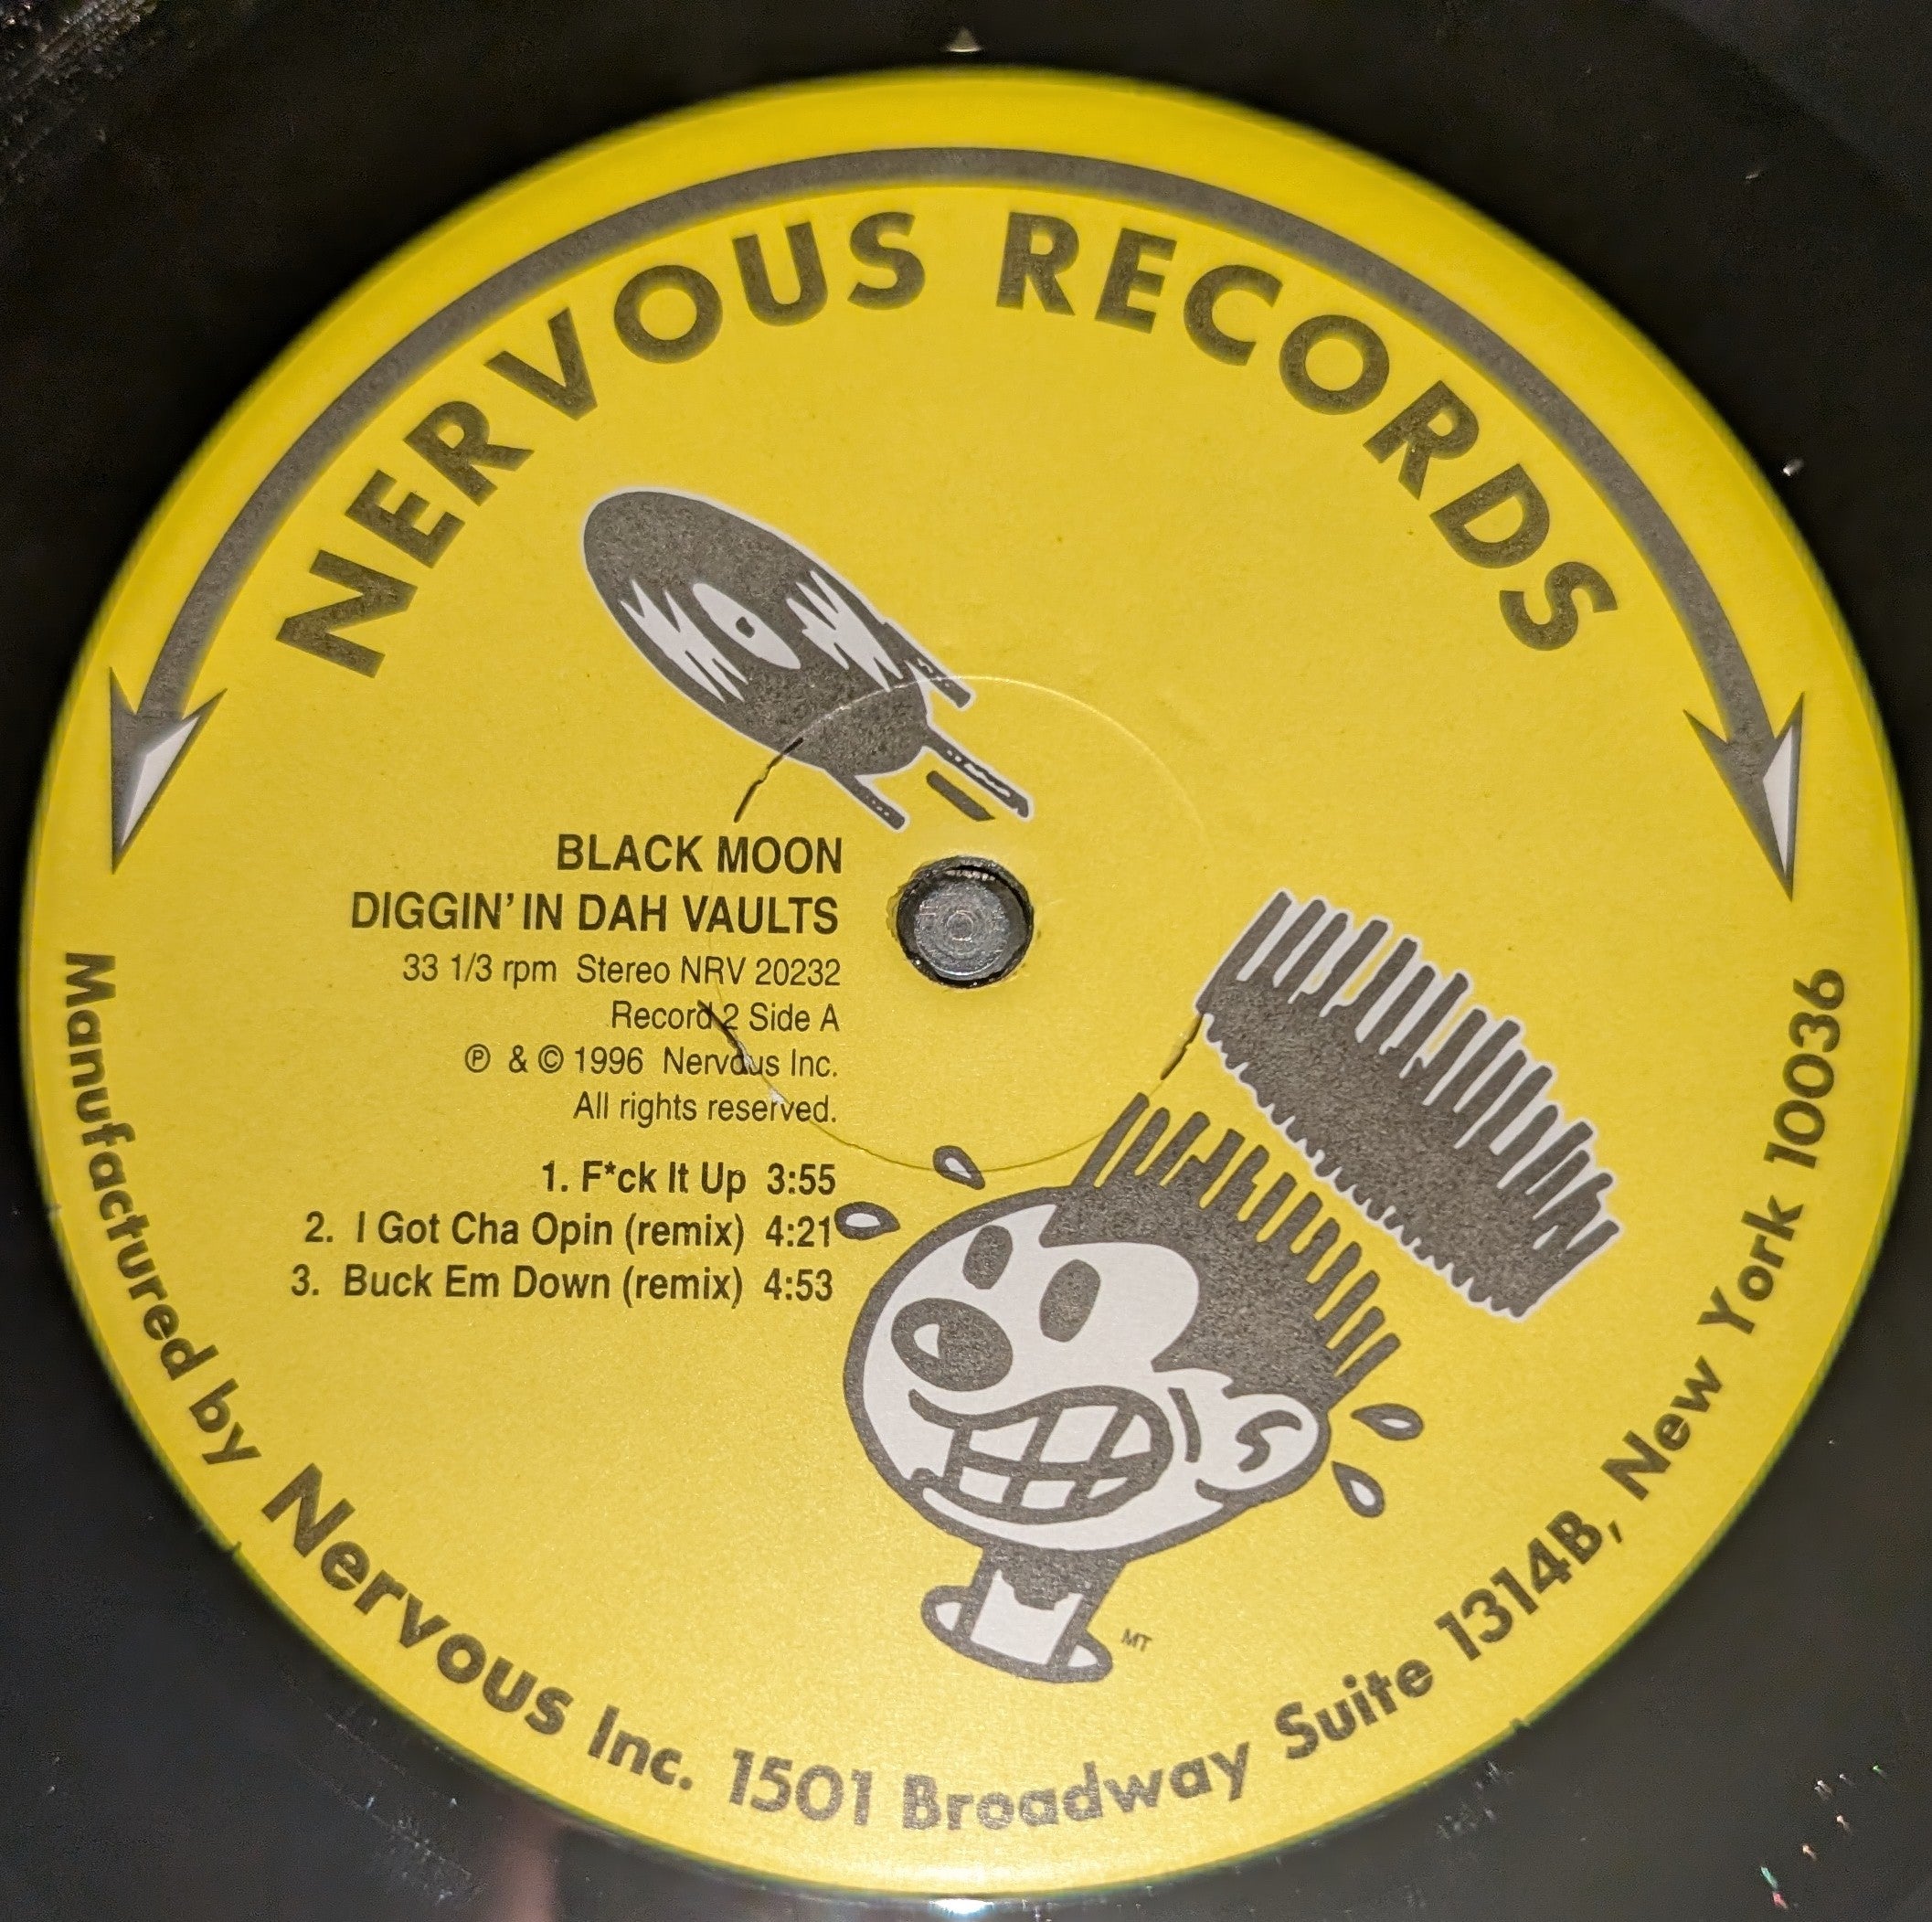 NERVOUS RECORDS
BLACK MOON
DIGGIN' IN DAH VAULTS
33 1/3 rpm Stereo NRV 20232
Record 2 Side A
℗ & © 1996 Nervous Inc.
All rights reserved.
1. F*ck It Up 3:55
2. I Got Cha Opin (remix) 4:21
3. Buck Em Down (remix) 4:53
MT
Manufactured by Nervous Inc. 1501 Broadway Suite 1314B, New York 10036